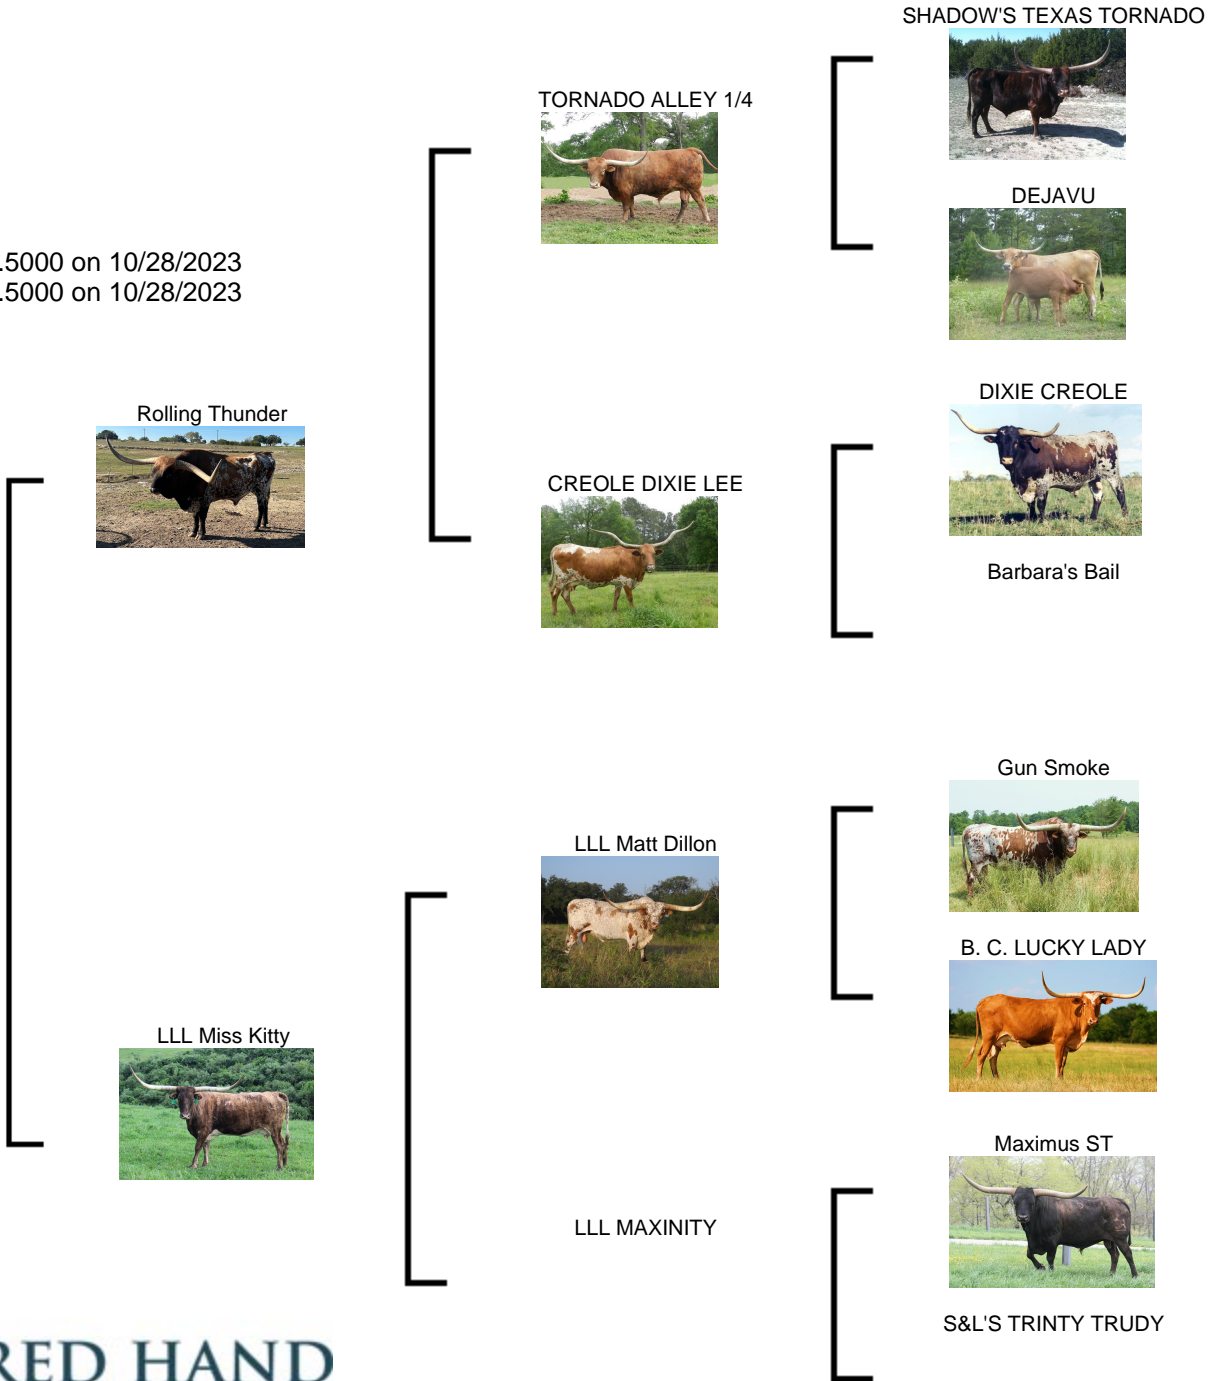 SHADOW'S TEXAS TORNADO
TORNADO ALLEY 1/4
DEJAVU
.5000 on 10/28/2023
.5000 on 10/28/2023
DIXIE CREOLE
Rolling Thunder
CREOLE DIXIE LEE
Barbara's Bail
Gun Smoke
LLL Matt Dillon
B. C. LUCKY LADY
LLL Miss Kitty
Maximus ST
LLL MAXINITY
S&L'S TRINTY TRUDY
RED HAND